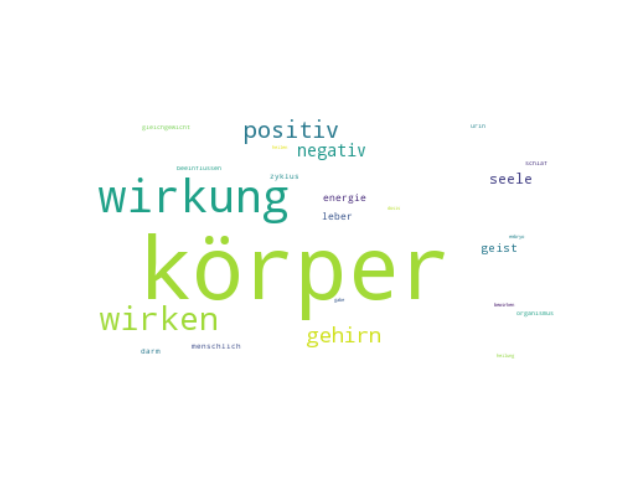 gleichgewicht
positiv
urin
negativ
schlaf
beeinflussen
zyklus
seele
wirkung
energie
leber
embryo
geist
körper
bewirken
organismus
wirken
gehirn
darm
menschlich
heilung